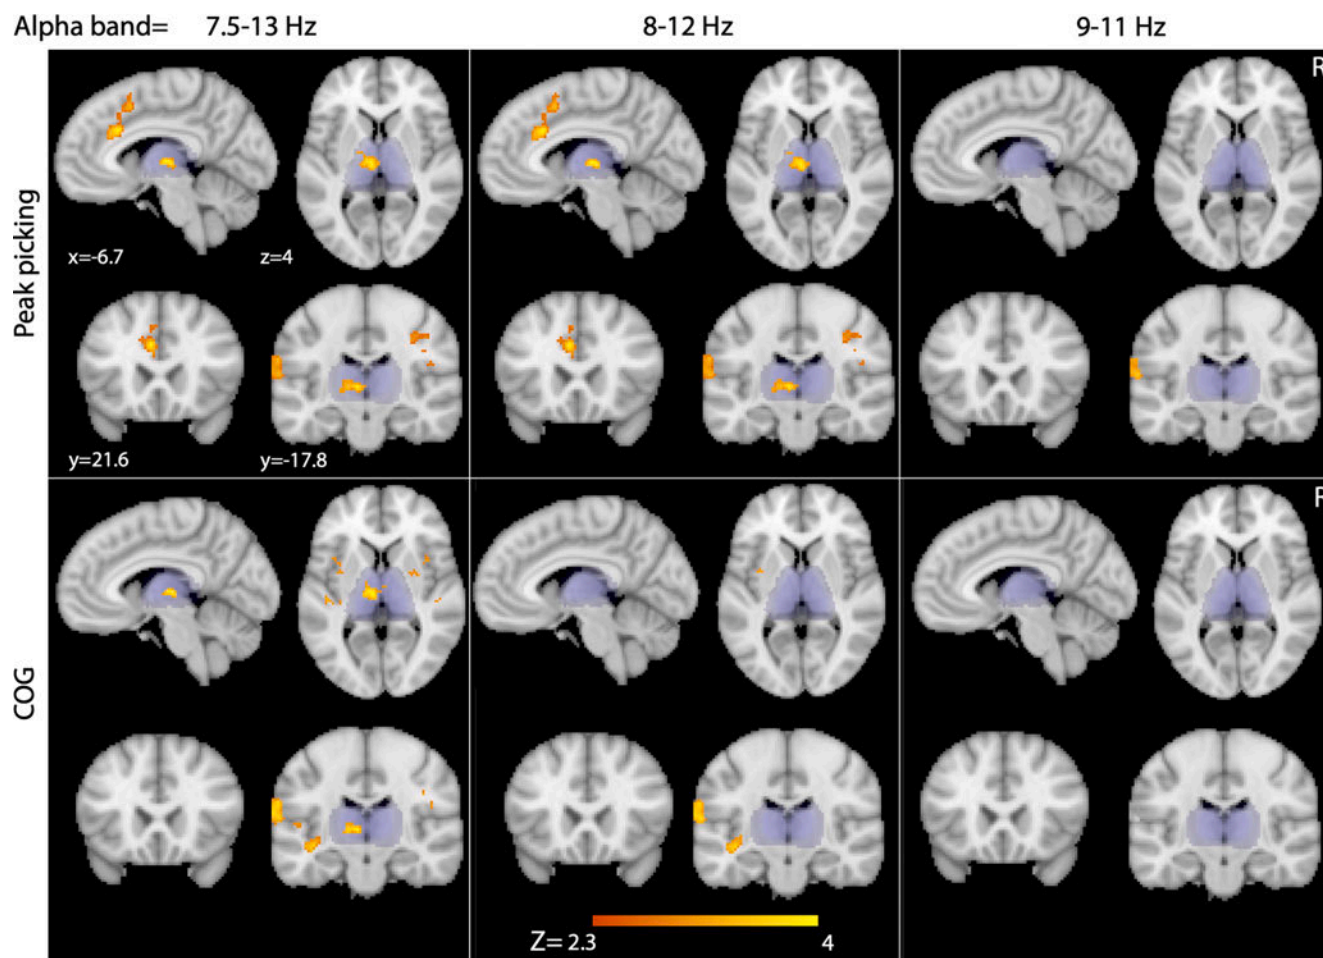 Alpha band= 7.5-13 Hz 8-12 Hz 9-11 Hz
R
Peak picking
x=-6.7 z=4
y=21.6 y=-17.8
R
COG
Z= 2.3 4